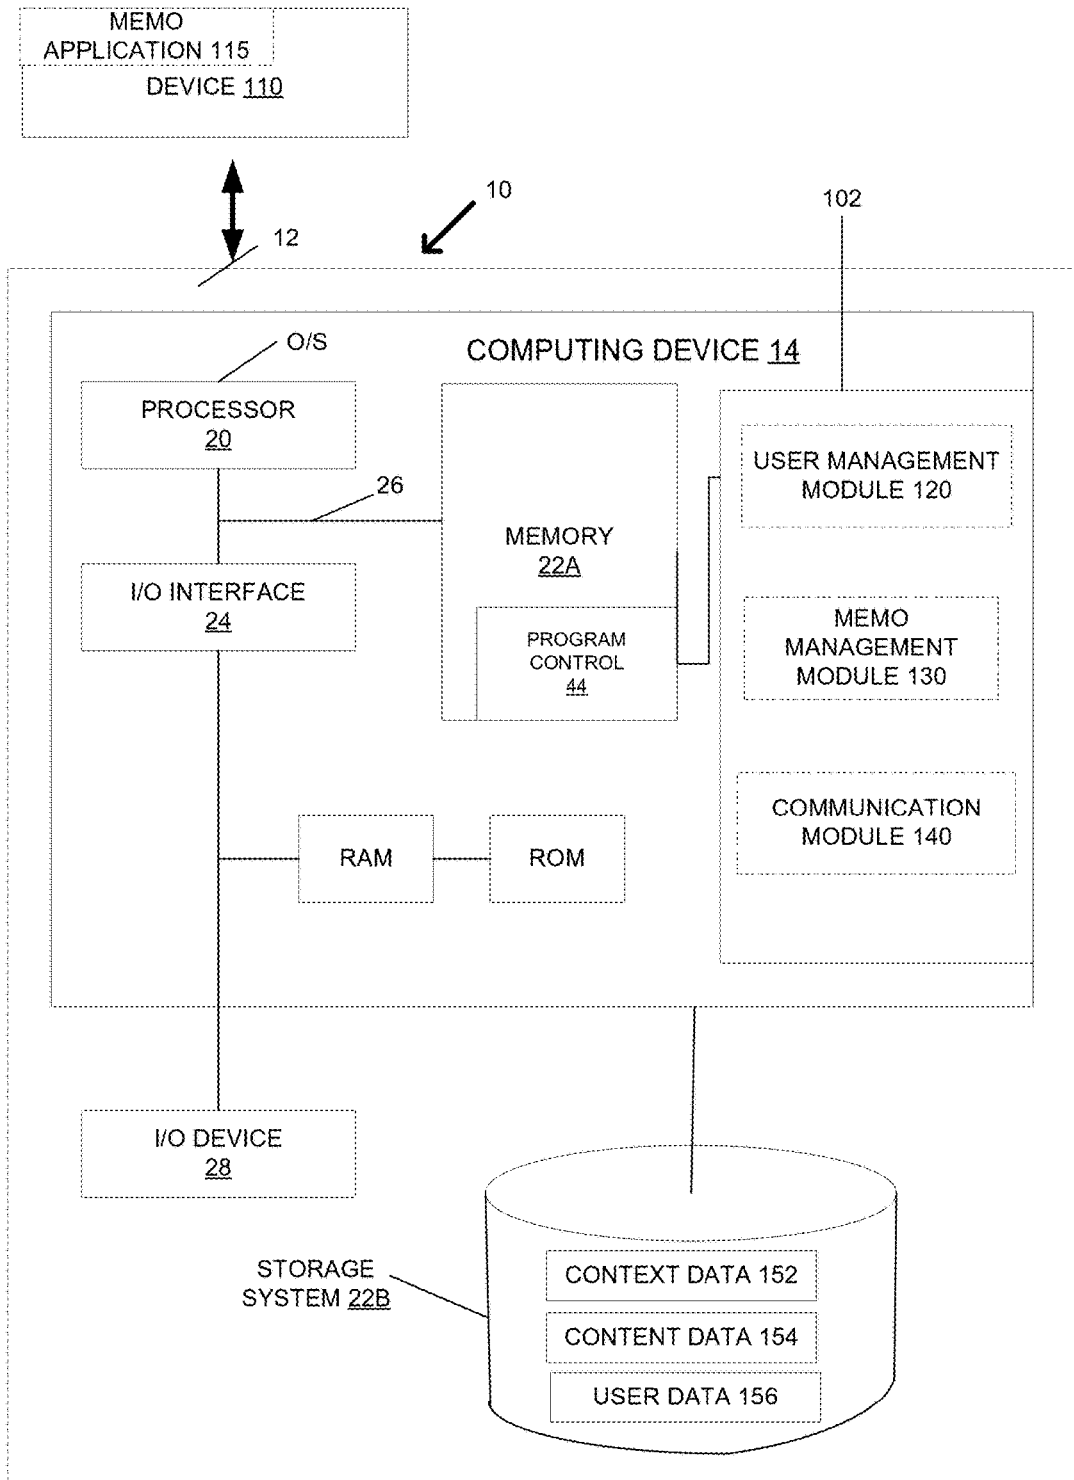 MEMO
APPLICATION 115
DEVICE 110
10
102
12
O/S
COMPUTING DEVICE 14
PROCESSOR
20
USER MANAGEMENT
MODULE 120
26
MEMORY
22A
I/O INTERFACE
24
PROGRAM
CONTROL
44
MEMO
MANAGEMENT
MODULE 130
COMMUNICATION
MODULE 140
RAM
ROM
I/O DEVICE
28
STORAGE
SYSTEM 22B
CONTEXT DATA 152
CONTENT DATA 154
USER DATA 156